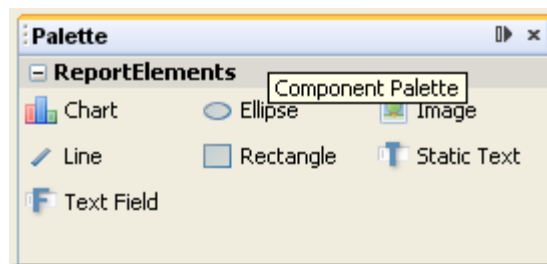 Palette
ReportElements
Component Palette
Chart Ellipse Image
Line Rectangle Static Text
Text Field